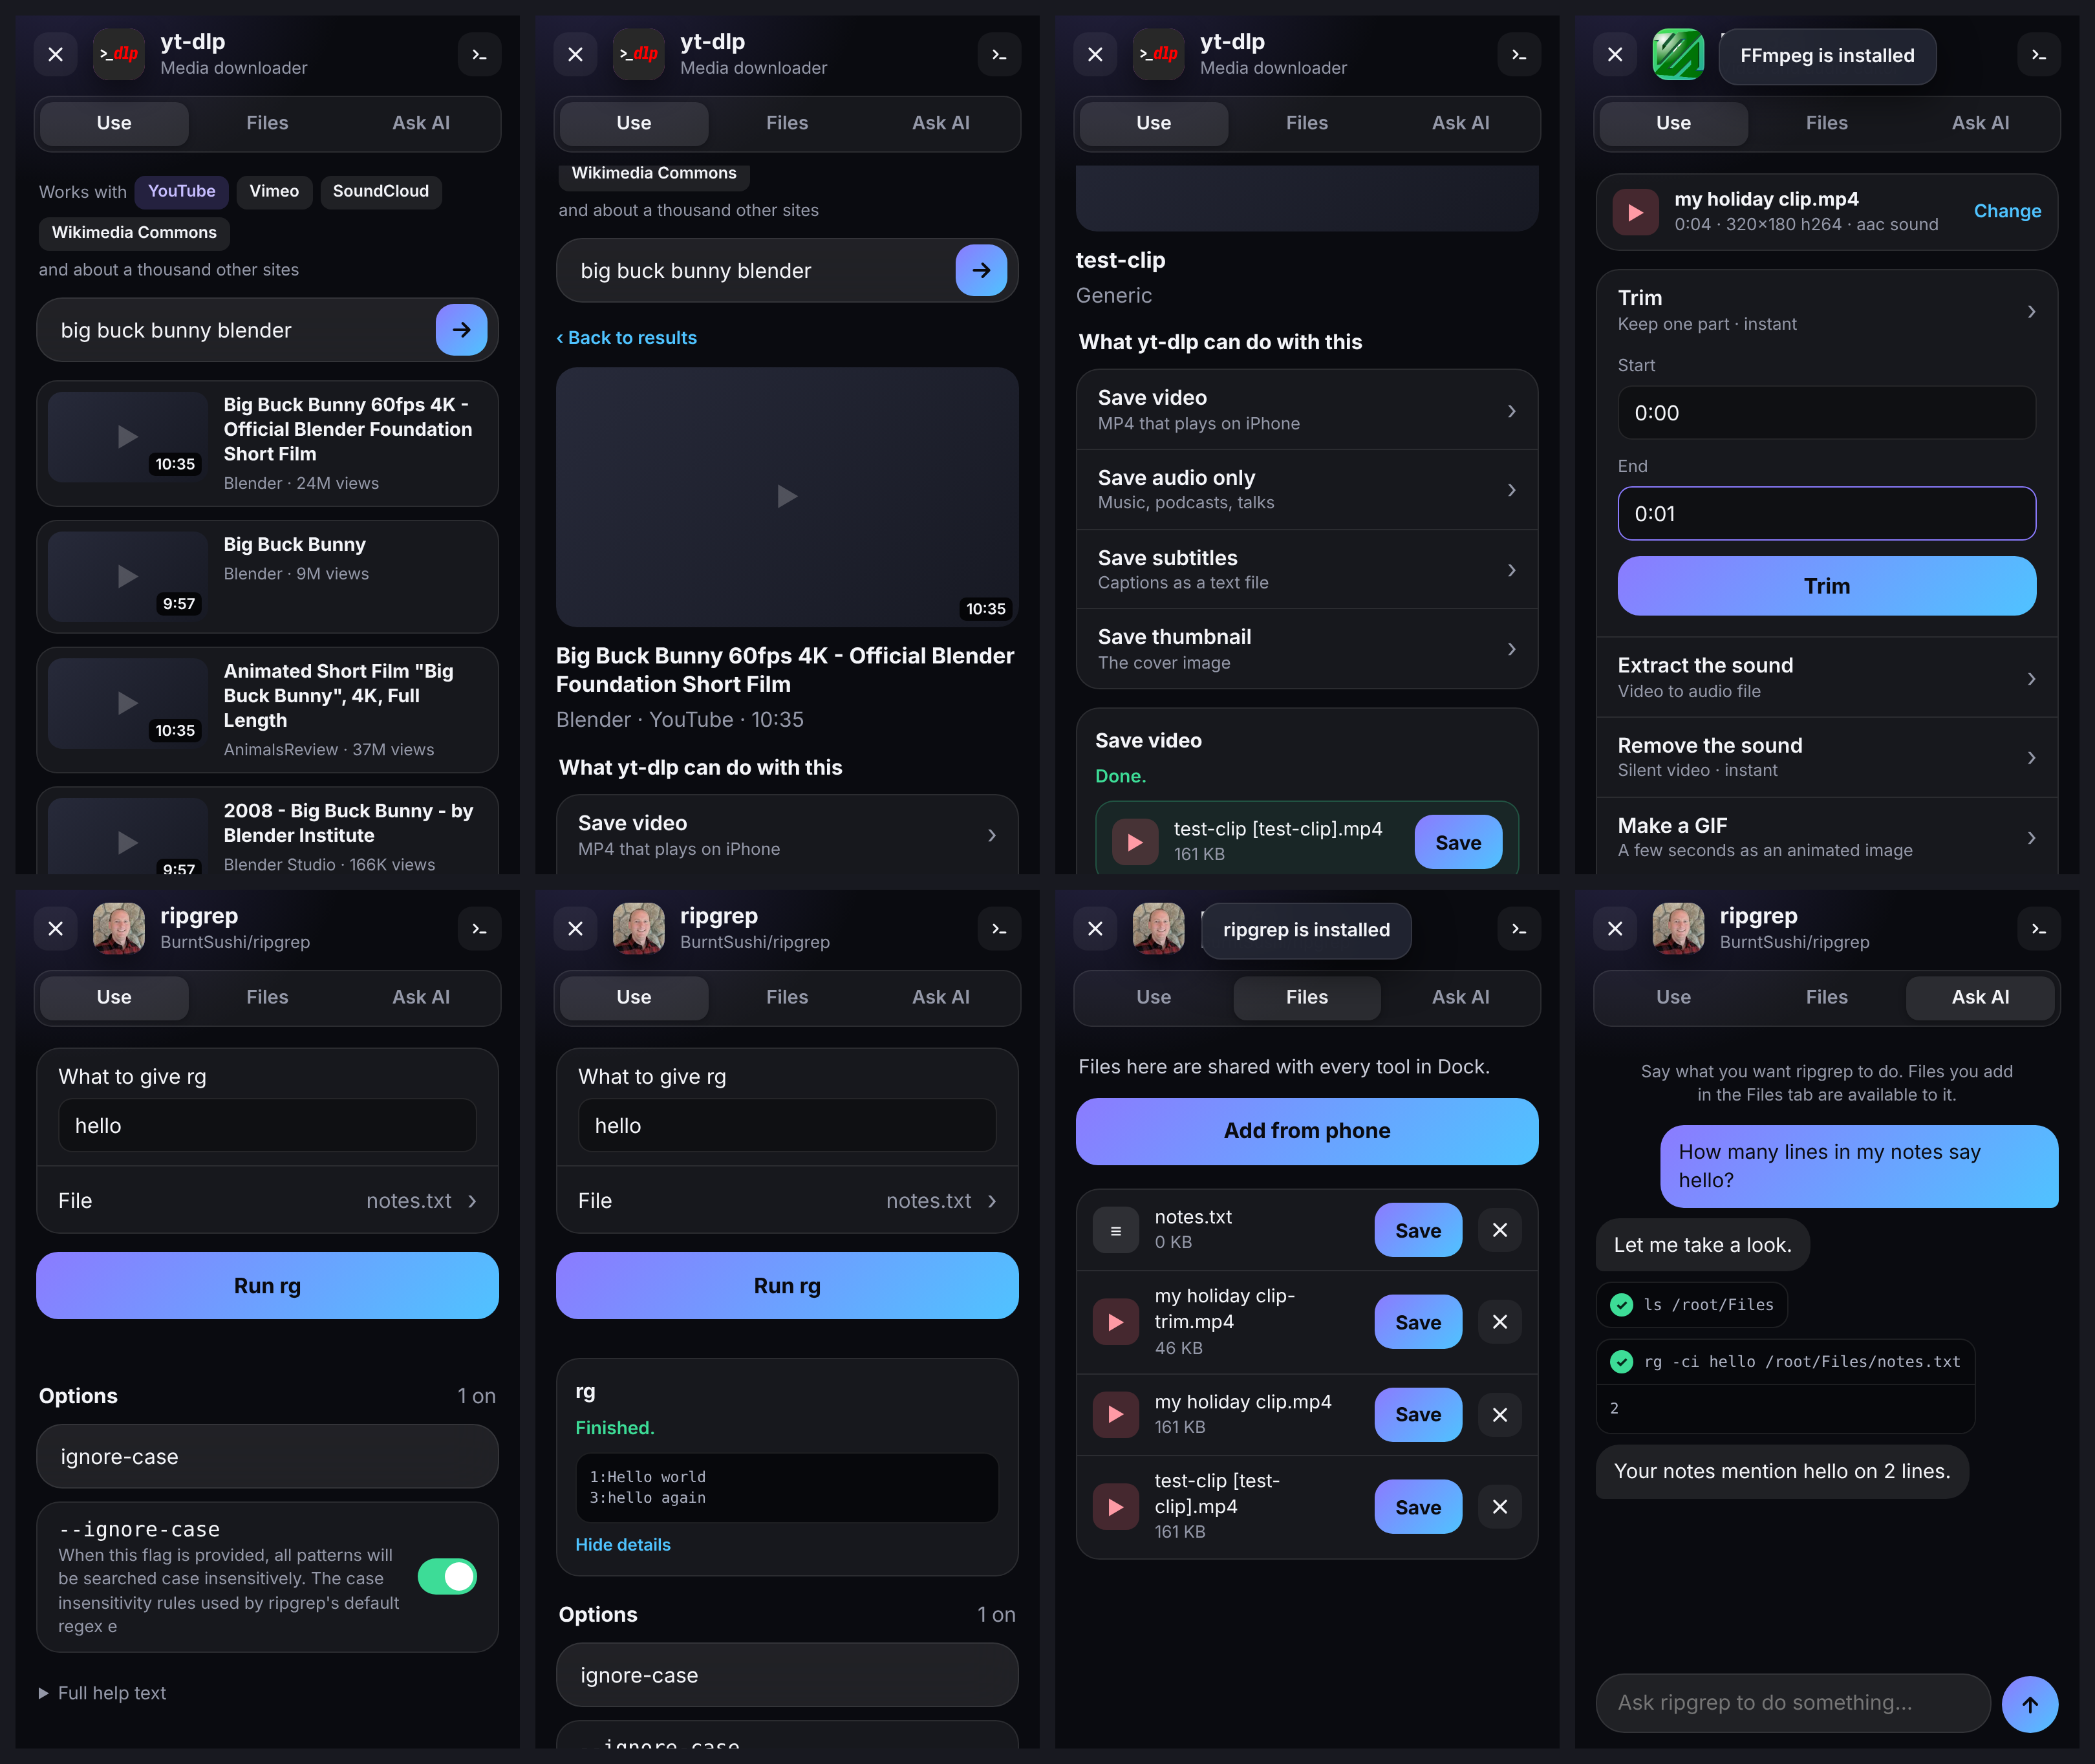 >_dlp
yt-dlp
Media downloader
>_
Use
Files
Ask AI
Works with YouTube Vimeo SoundCloud
Wikimedia Commons
and about a thousand other sites
big buck bunny blender
10:35
Big Buck Bunny 60fps 4K -
Official Blender Foundation
Short Film
Blender · 24M views
9:57
Big Buck Bunny
Blender · 9M views
10:35
Animated Short Film "Big
Buck Bunny", 4K, Full
Length
AnimalsReview · 37M views
9:57
2008 - Big Buck Bunny - by
Blender Institute
Blender Studio · 166K views
>_dlp
yt-dlp
Media downloader
>_
Use
Files
Ask AI
Wikimedia Commons
and about a thousand other sites
big buck bunny blender
‹ Back to results
10:35
Big Buck Bunny 60fps 4K - Official Blender
Foundation Short Film
Blender · YouTube · 10:35
What yt-dlp can do with this
Save video
MP4 that plays on iPhone
>_dlp
yt-dlp
Media downloader
>_
Use
Files
Ask AI
test-clip
Generic
What yt-dlp can do with this
Save video
MP4 that plays on iPhone
Save audio only
Music, podcasts, talks
Save subtitles
Captions as a text file
Save thumbnail
The cover image
Save video
Done.
test-clip [test-clip].mp4
161 KB
Save
FFmpeg is installed
>_
Use
Files
Ask AI
my holiday clip.mp4
0:04 · 320×180 h264 · aac sound
Change
Trim
Keep one part · instant
Start
0:00
End
0:01
Trim
Extract the sound
Video to audio file
Remove the sound
Silent video · instant
Make a GIF
A few seconds as an animated image
ripgrep
BurntSushi/ripgrep
>_
Use
Files
Ask AI
What to give rg
hello
File
notes.txt
Run rg
Options
1 on
ignore-case
--ignore-case
When this flag is provided, all patterns will
be searched case insensitively. The case
insensitivity rules used by ripgrep's default
regex e
Full help text
ripgrep
BurntSushi/ripgrep
>_
Use
Files
Ask AI
What to give rg
hello
File
notes.txt
Run rg
rg
Finished.
1:Hello world
3:hello again
Hide details
Options
1 on
ignore-case
--ignore-case
ripgrep is installed
>_
Use
Files
Ask AI
Files here are shared with every tool in Dock.
Add from phone
notes.txt
0 KB
Save
my holiday clip-
trim.mp4
46 KB
Save
my holiday clip.mp4
161 KB
Save
test-clip [test-
clip].mp4
161 KB
Save
ripgrep
BurntSushi/ripgrep
>_
Use
Files
Ask AI
Say what you want ripgrep to do. Files you add
in the Files tab are available to it.
How many lines in my notes say
hello?
Let me take a look.
ls /root/Files
rg -ci hello /root/Files/notes.txt
2
Your notes mention hello on 2 lines.
Ask ripgrep to do something...